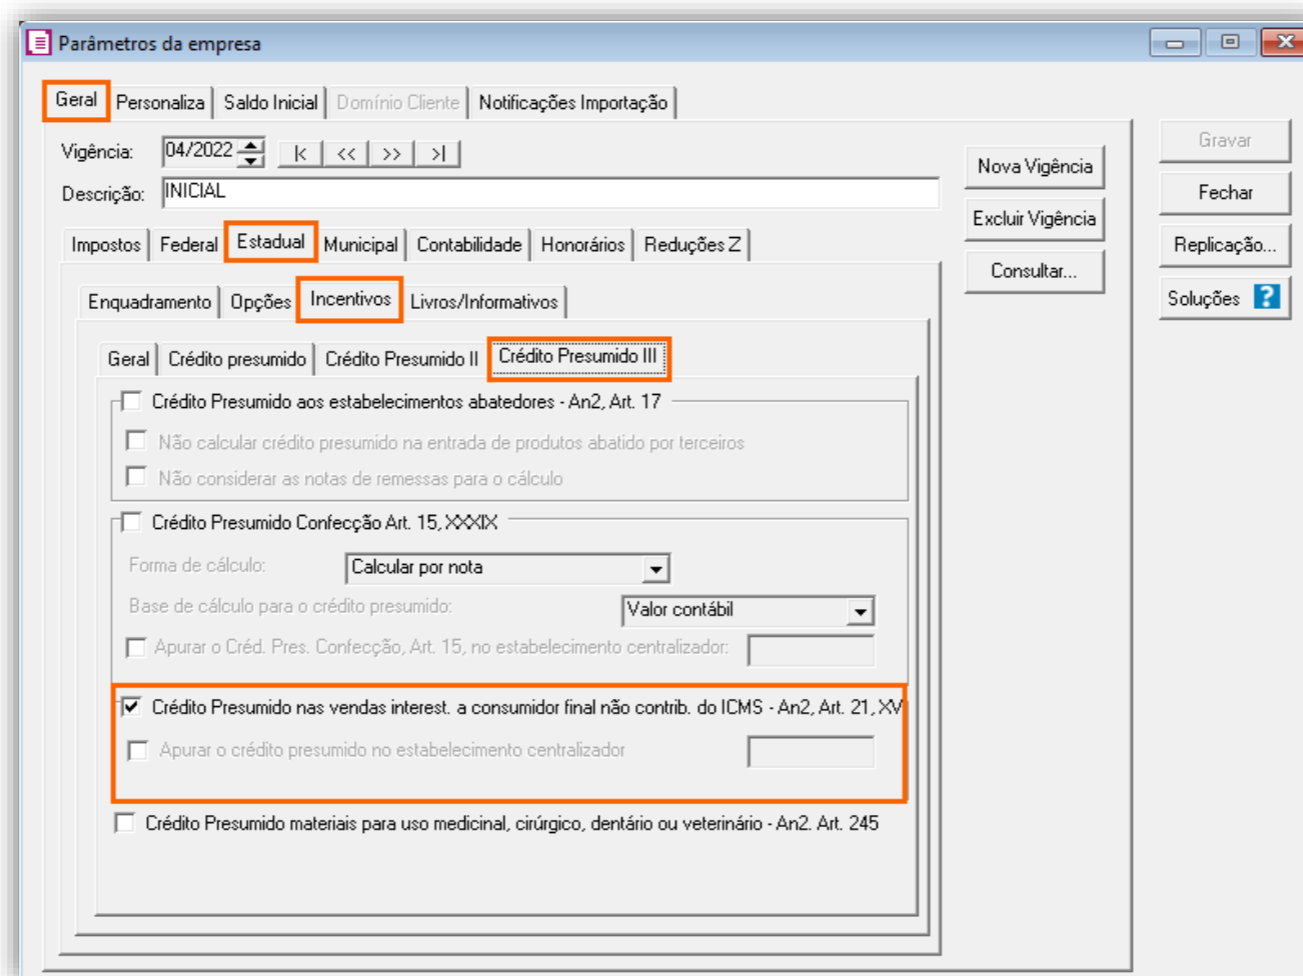 Parâmetros da empresa
Geral Personaliza Saldo Inicial Domínio Cliente Notificações Importação
Vigência: 04/2022 |< << >> >|
Descrição: INICIAL
Nova Vigência
Excluir Vigência
Consultar...
Gravar
Fechar
Replicação...
Soluções ?
Impostos Federal Estadual Municipal Contabilidade Honorários Reduções Z
Enquadramento Opções Incentivos Livros/Informativos
Geral Crédito presumido Crédito Presumido II Crédito Presumido III
Crédito Presumido aos estabelecimentos abatedores - An2, Art. 17
Não calcular crédito presumido na entrada de produtos abatido por terceiros
Não considerar as notas de remessas para o cálculo
Crédito Presumido Confecção Art. 15, XXXIX
Forma de cálculo: Calcular por nota
Base de cálculo para o crédito presumido: Valor contábil
Apurar o Créd. Pres. Confecção, Art. 15, no estabelecimento centralizador:
Crédito Presumido nas vendas interest. a consumidor final não contrib. do ICMS - An2, Art. 21, XV
Apurar o crédito presumido no estabelecimento centralizador
Crédito Presumido materiais para uso medicinal, cirúrgico, dentário ou veterinário - An2. Art. 245